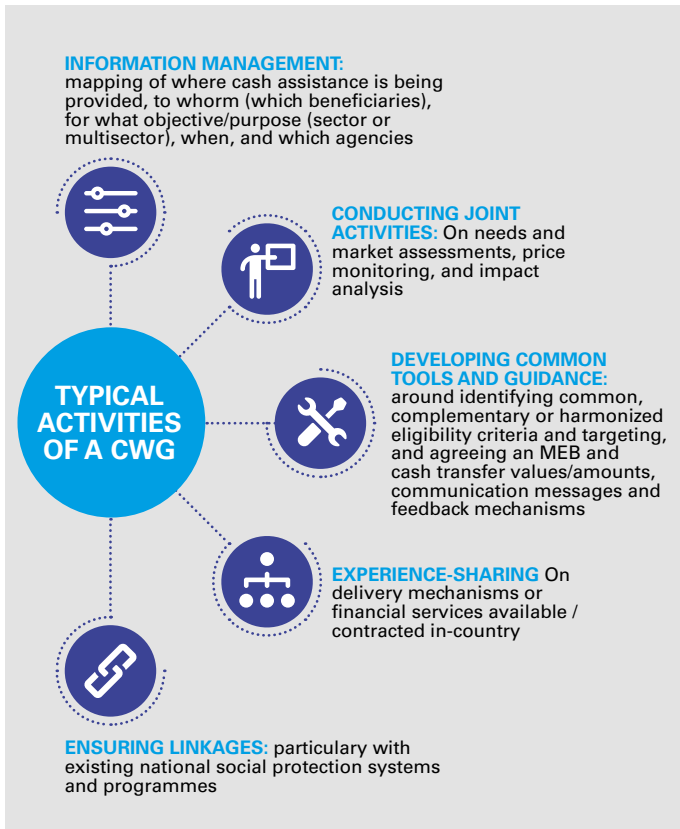 INFORMATION MANAGEMENT:
mapping of where cash assistance is being
provided, to whorm (which beneficiaries),
for what objective/purpose (sector or
multisector), when, and which agencies
CONDUCTING JOINT
ACTIVITIES: On needs and
market assessments, price
monitoring, and impact
analysis
TYPICAL
ACTIVITIES
OF A CWG
DEVELOPING COMMON
TOOLS AND GUIDANCE:
around identifying common,
complementary or harmonized
eligibility criteria and targeting,
and agreeing an MEB and
cash transfer values/amounts,
communication messages and
feedback mechanisms
EXPERIENCE-SHARING On
delivery mechanisms or
financial services available /
contracted in-country
ENSURING LINKAGES: particulary with
existing national social protection systems
and programmes